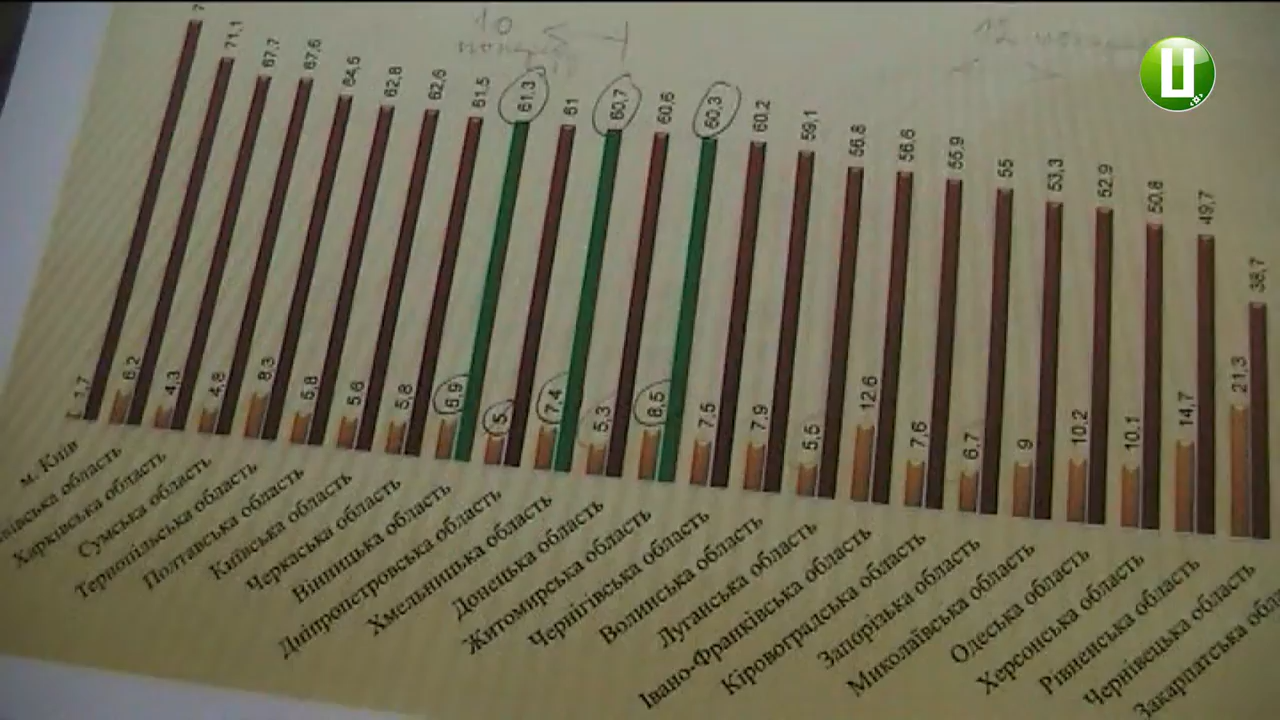 7
71,1
67,7
67,6
64,5
62,8
62,6
61,5
61,3
61
60,7
60,6
60,3
60,2
59,1
56,8
56,6
55,9
55
53,3
52,9
50,8
49,7
38,7
1,7
6,2
4,3
4,8
8,3
5,8
5,6
5,8
6,9
5
7,4
5,3
8,5
7,5
7,9
5,5
12,6
7,6
6,7
9
10,2
10,1
14,7
21,3
м. Київ
івська область
Харківська область
Сумська область
Тернопільська область
Полтавська область
Київська область
Черкаська область
Вінницька область
Дніпропетровська область
Хмельницька область
Донецька область
Житомирська область
Чернігівська область
Волинська область
Луганська область
Івано-Франківська область
Кіровоградська область
Запорізька область
Миколаївська область
Одеська область
Херсонська область
Рівненська область
Чернівецька область
Закарпатська обл
Ц